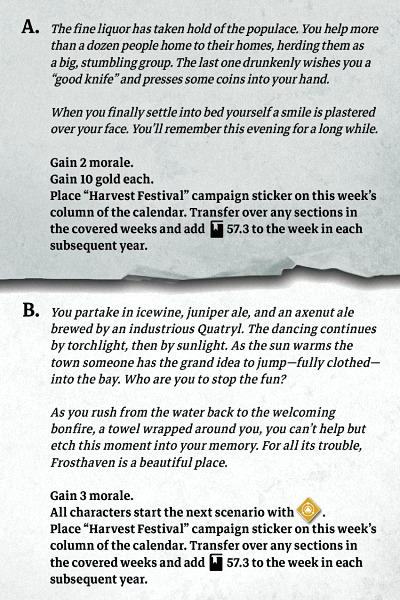 A. The fine liquor has taken hold of the populace. You help more
than a dozen people home to their homes, herding them as
a big, stumbling group. The last one drunkenly wishes you a
“good knife” and presses some coins into your hand.
When you finally settle into bed yourself a smile is plastered
over your face. You’ll remember this evening for a long while.
Gain 2 morale.
Gain 10 gold each.
Place “Harvest Festival” campaign sticker on this week’s
column of the calendar. Transfer over any sections in
the covered weeks and add 57.3 to the week in each
subsequent year.
B. You partake in icewine, juniper ale, and an axenut ale
brewed by an industrious Quatryl. The dancing continues
by torchlight, then by sunlight. As the sun warms the
town someone has the grand idea to jump—fully clothed—
into the bay. Who are you to stop the fun?
As you rush from the water back to the welcoming
bonfire, a towel wrapped around you, you can’t help but
etch this moment into your memory. For all its trouble,
Frosthaven is a beautiful place.
Gain 3 morale.
All characters start the next scenario with .
Place “Harvest Festival” campaign sticker on this week’s
column of the calendar. Transfer over any sections in
the covered weeks and add 57.3 to the week in each
subsequent year.